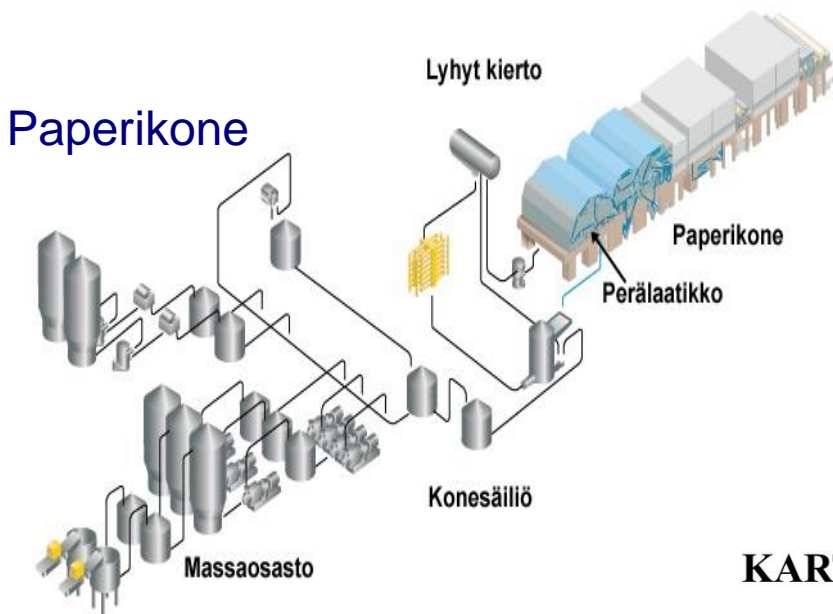 Lyhyt kierto
Paperikone
Paperikone
Perälaatikko
Konesäiliö
Massaosasto